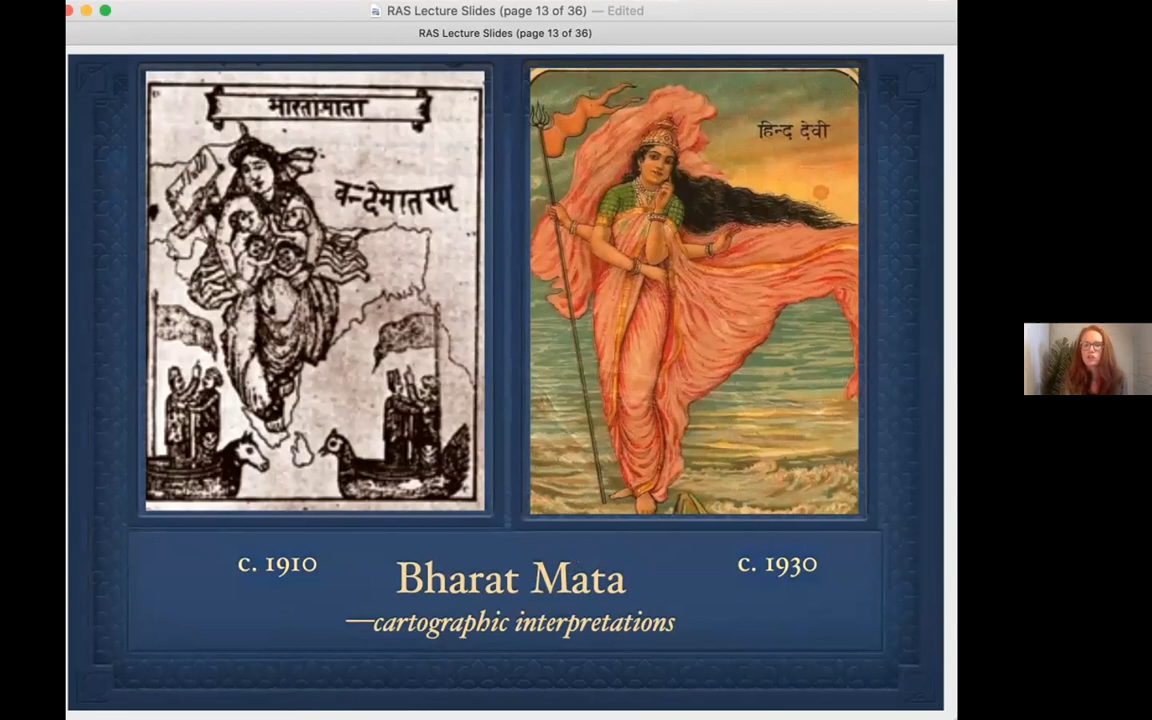 RAS Lecture Slides (page 13 of 36) — Edited
RAS Lecture Slides (page 13 of 36)
भारतामाता
वन्देमातरम
हिन्द देवी
c. 1910
c. 1930
Bharat Mata
—cartographic interpretations